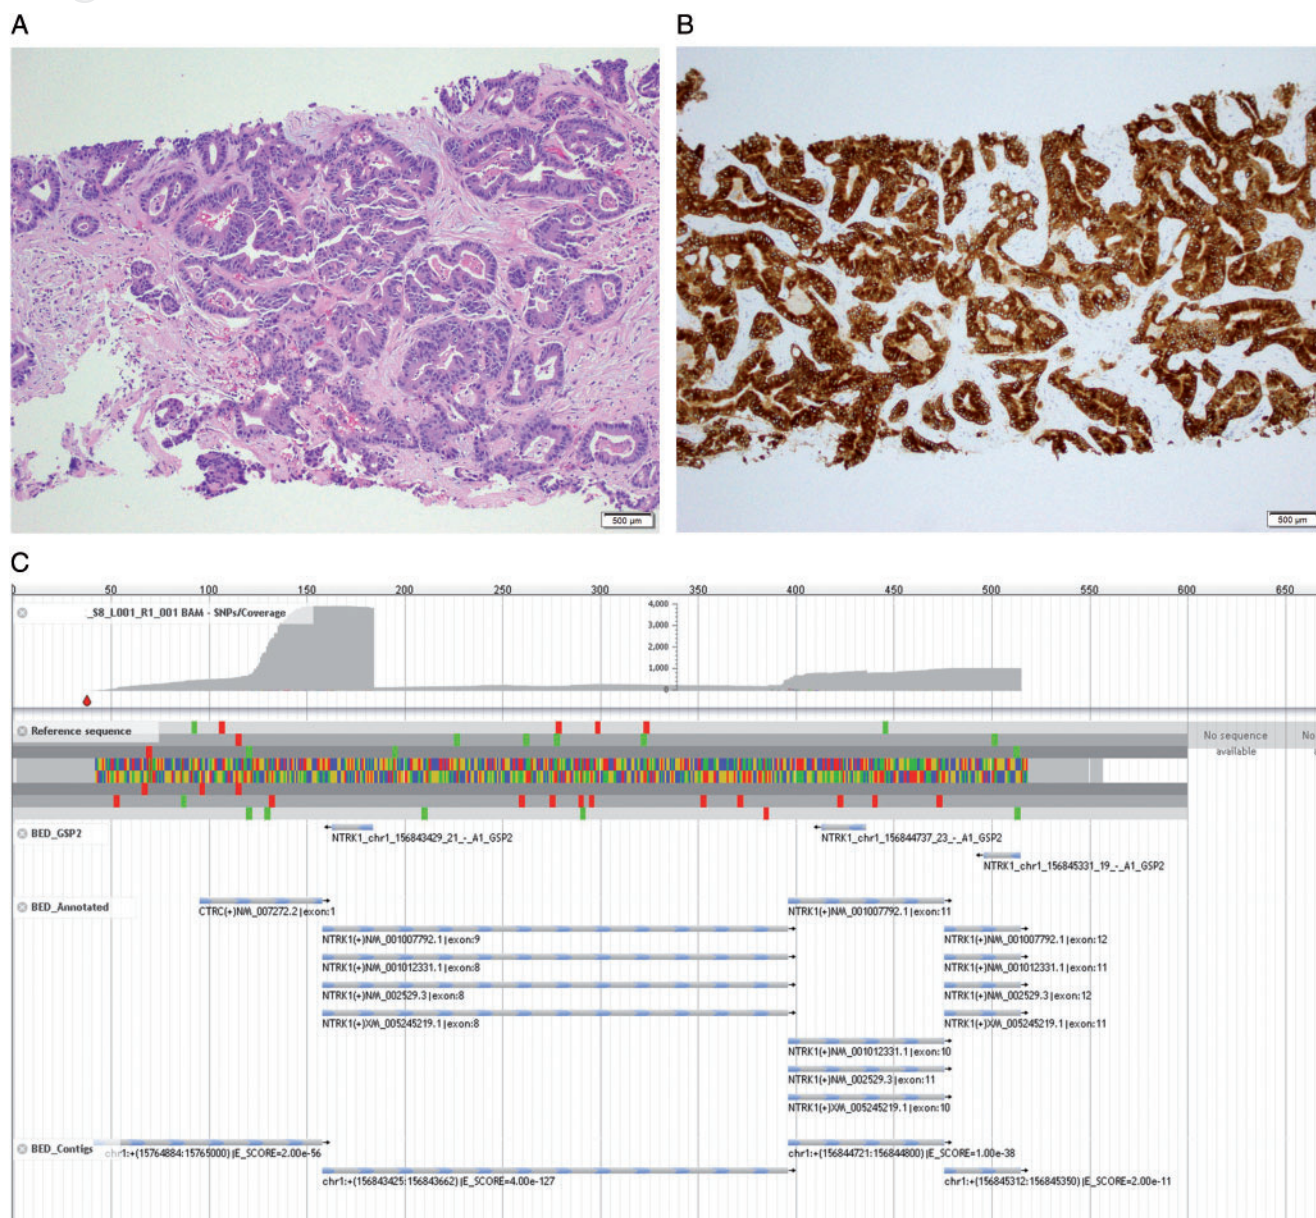 A
B
500 µm
500 µm
C
0 50 100 150 200 250 300 350 400 450 500 550 600 650
_S8_L001_R1_001 BAM - SNPs/Coverage
4,000
3,000
2,000
1,000
0
Reference sequence
No sequence available
No
BED_GSP2
NTRK1_chr1_156843429_21_-_A1_GSP2
NTRK1_chr1_156844737_23_-_A1_GSP2
NTRK1_chr1_156845331_19_-_A1_GSP2
BED_Annotated
CTRC(+)NM_007272.2|exon:1
NTRK1(+)NM_001007792.1|exon:11
NTRK1(+)NM_001007792.1|exon:9
NTRK1(+)NM_001007792.1|exon:12
NTRK1(+)NM_001012331.1|exon:8
NTRK1(+)NM_001012331.1|exon:11
NTRK1(+)NM_002529.3|exon:8
NTRK1(+)NM_002529.3|exon:12
NTRK1(+)XM_005245219.1|exon:8
NTRK1(+)XM_005245219.1|exon:11
NTRK1(+)NM_001012331.1|exon:10
NTRK1(+)NM_002529.3|exon:11
NTRK1(+)XM_005245219.1|exon:10
BED_Contigs
chr1:+(15764884:15765000)|E_SCORE=2.00e-56
chr1:+(156844721:156844800)|E_SCORE=1.00e-38
chr1:+(156843425:156843662)|E_SCORE=4.00e-127
chr1:+(156845312:156845350)|E_SCORE=2.00e-11